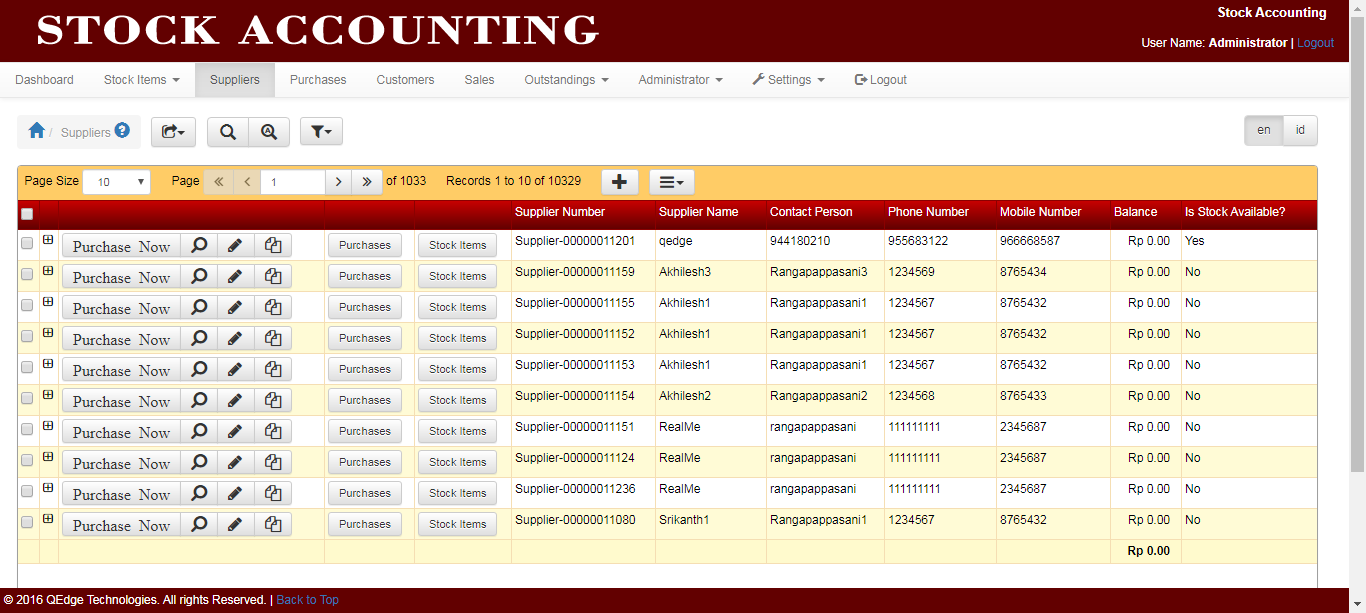 STOCK ACCOUNTING
Stock Accounting
User Name: Administrator | Logout
Dashboard Stock Items Suppliers Purchases Customers Sales Outstandings Administrator Settings Logout
/ Suppliers
en id
Page Size 10 Page 1 of 1033 Records 1 to 10 of 10329
Supplier Number Supplier Name Contact Person Phone Number Mobile Number Balance Is Stock Available?
Purchase Now Purchases Stock Items Supplier-00000011201 qedge 944180210 955683122 966668587 Rp 0.00 Yes
Purchase Now Purchases Stock Items Supplier-00000011159 Akhilesh3 Rangapappasani3 1234569 8765434 Rp 0.00 No
Purchase Now Purchases Stock Items Supplier-00000011155 Akhilesh1 Rangapappasani1 1234567 8765432 Rp 0.00 No
Purchase Now Purchases Stock Items Supplier-00000011152 Akhilesh1 Rangapappasani1 1234567 8765432 Rp 0.00 No
Purchase Now Purchases Stock Items Supplier-00000011153 Akhilesh1 Rangapappasani1 1234567 8765432 Rp 0.00 No
Purchase Now Purchases Stock Items Supplier-00000011154 Akhilesh2 Rangapappasani2 1234568 8765433 Rp 0.00 No
Purchase Now Purchases Stock Items Supplier-00000011151 RealMe rangapappasani 111111111 2345687 Rp 0.00 No
Purchase Now Purchases Stock Items Supplier-00000011124 RealMe rangapappasani 111111111 2345687 Rp 0.00 No
Purchase Now Purchases Stock Items Supplier-00000011236 RealMe rangapappasani 111111111 2345687 Rp 0.00 No
Purchase Now Purchases Stock Items Supplier-00000011080 Srikanth1 Rangapappasani1 1234567 8765432 Rp 0.00 No
Rp 0.00
© 2016 QEdge Technologies. All rights Reserved. | Back to Top